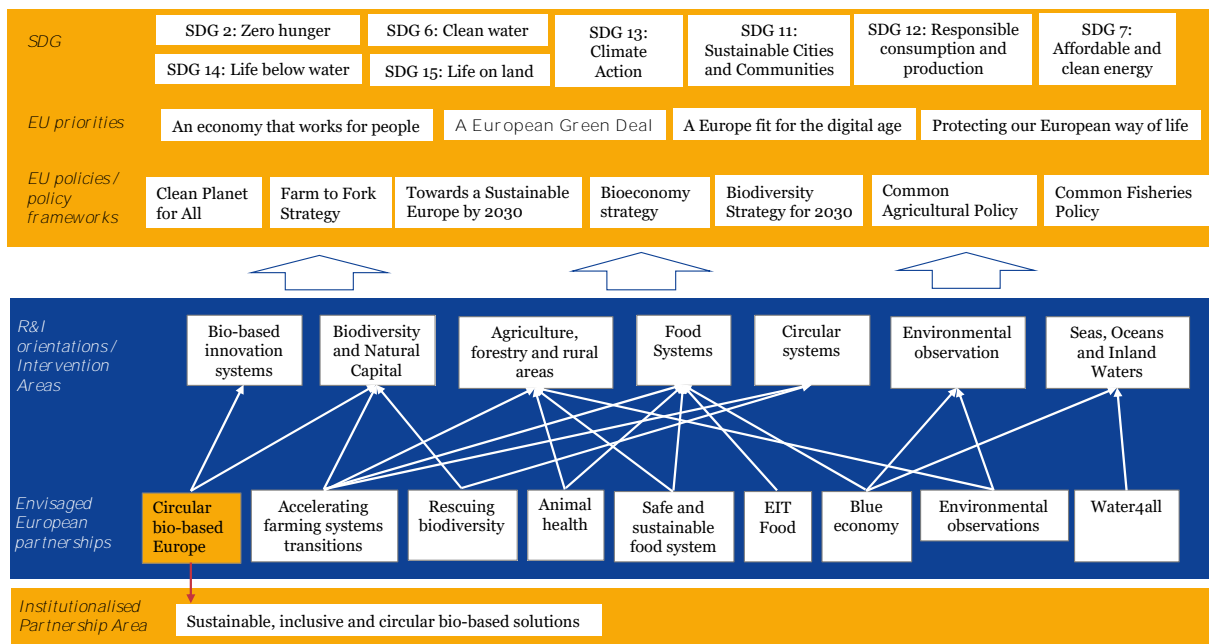 SDG
SDG 2: Zero hunger
SDG 6: Clean water
SDG 13:
Climate
Action
SDG 11:
Sustainable Cities
and Communities
SDG 12: Responsible
consumption and
production
SDG 7:
Affordable and
clean energy
SDG 14: Life below water
SDG 15: Life on land
EU priorities
An economy that works for people
A European Green Deal
A Europe fit for the digital age
Protecting our European way of life
EU policies/
policy
frameworks
Clean Planet
for All
Farm to Fork
Strategy
Towards a Sustainable
Europe by 2030
Bioeconomy
strategy
Biodiversity
Strategy for 2030
Common
Agricultural Policy
Common Fisheries
Policy
R&I
orientations/
Intervention
Areas
Bio-based
innovation
systems
Biodiversity
and Natural
Capital
Agriculture,
forestry and rural
areas
Food
Systems
Circular
systems
Environmental
observation
Seas, Oceans
and Inland
Waters
Envisaged
European
partnerships
Circular
bio-based
Europe
Accelerating
farming systems
transitions
Rescuing
biodiversity
Animal
health
Safe and
sustainable
food system
EIT
Food
Blue
economy
Environmental
observations
Water4all
Institutionalised
Partnership Area
Sustainable, inclusive and circular bio-based solutions